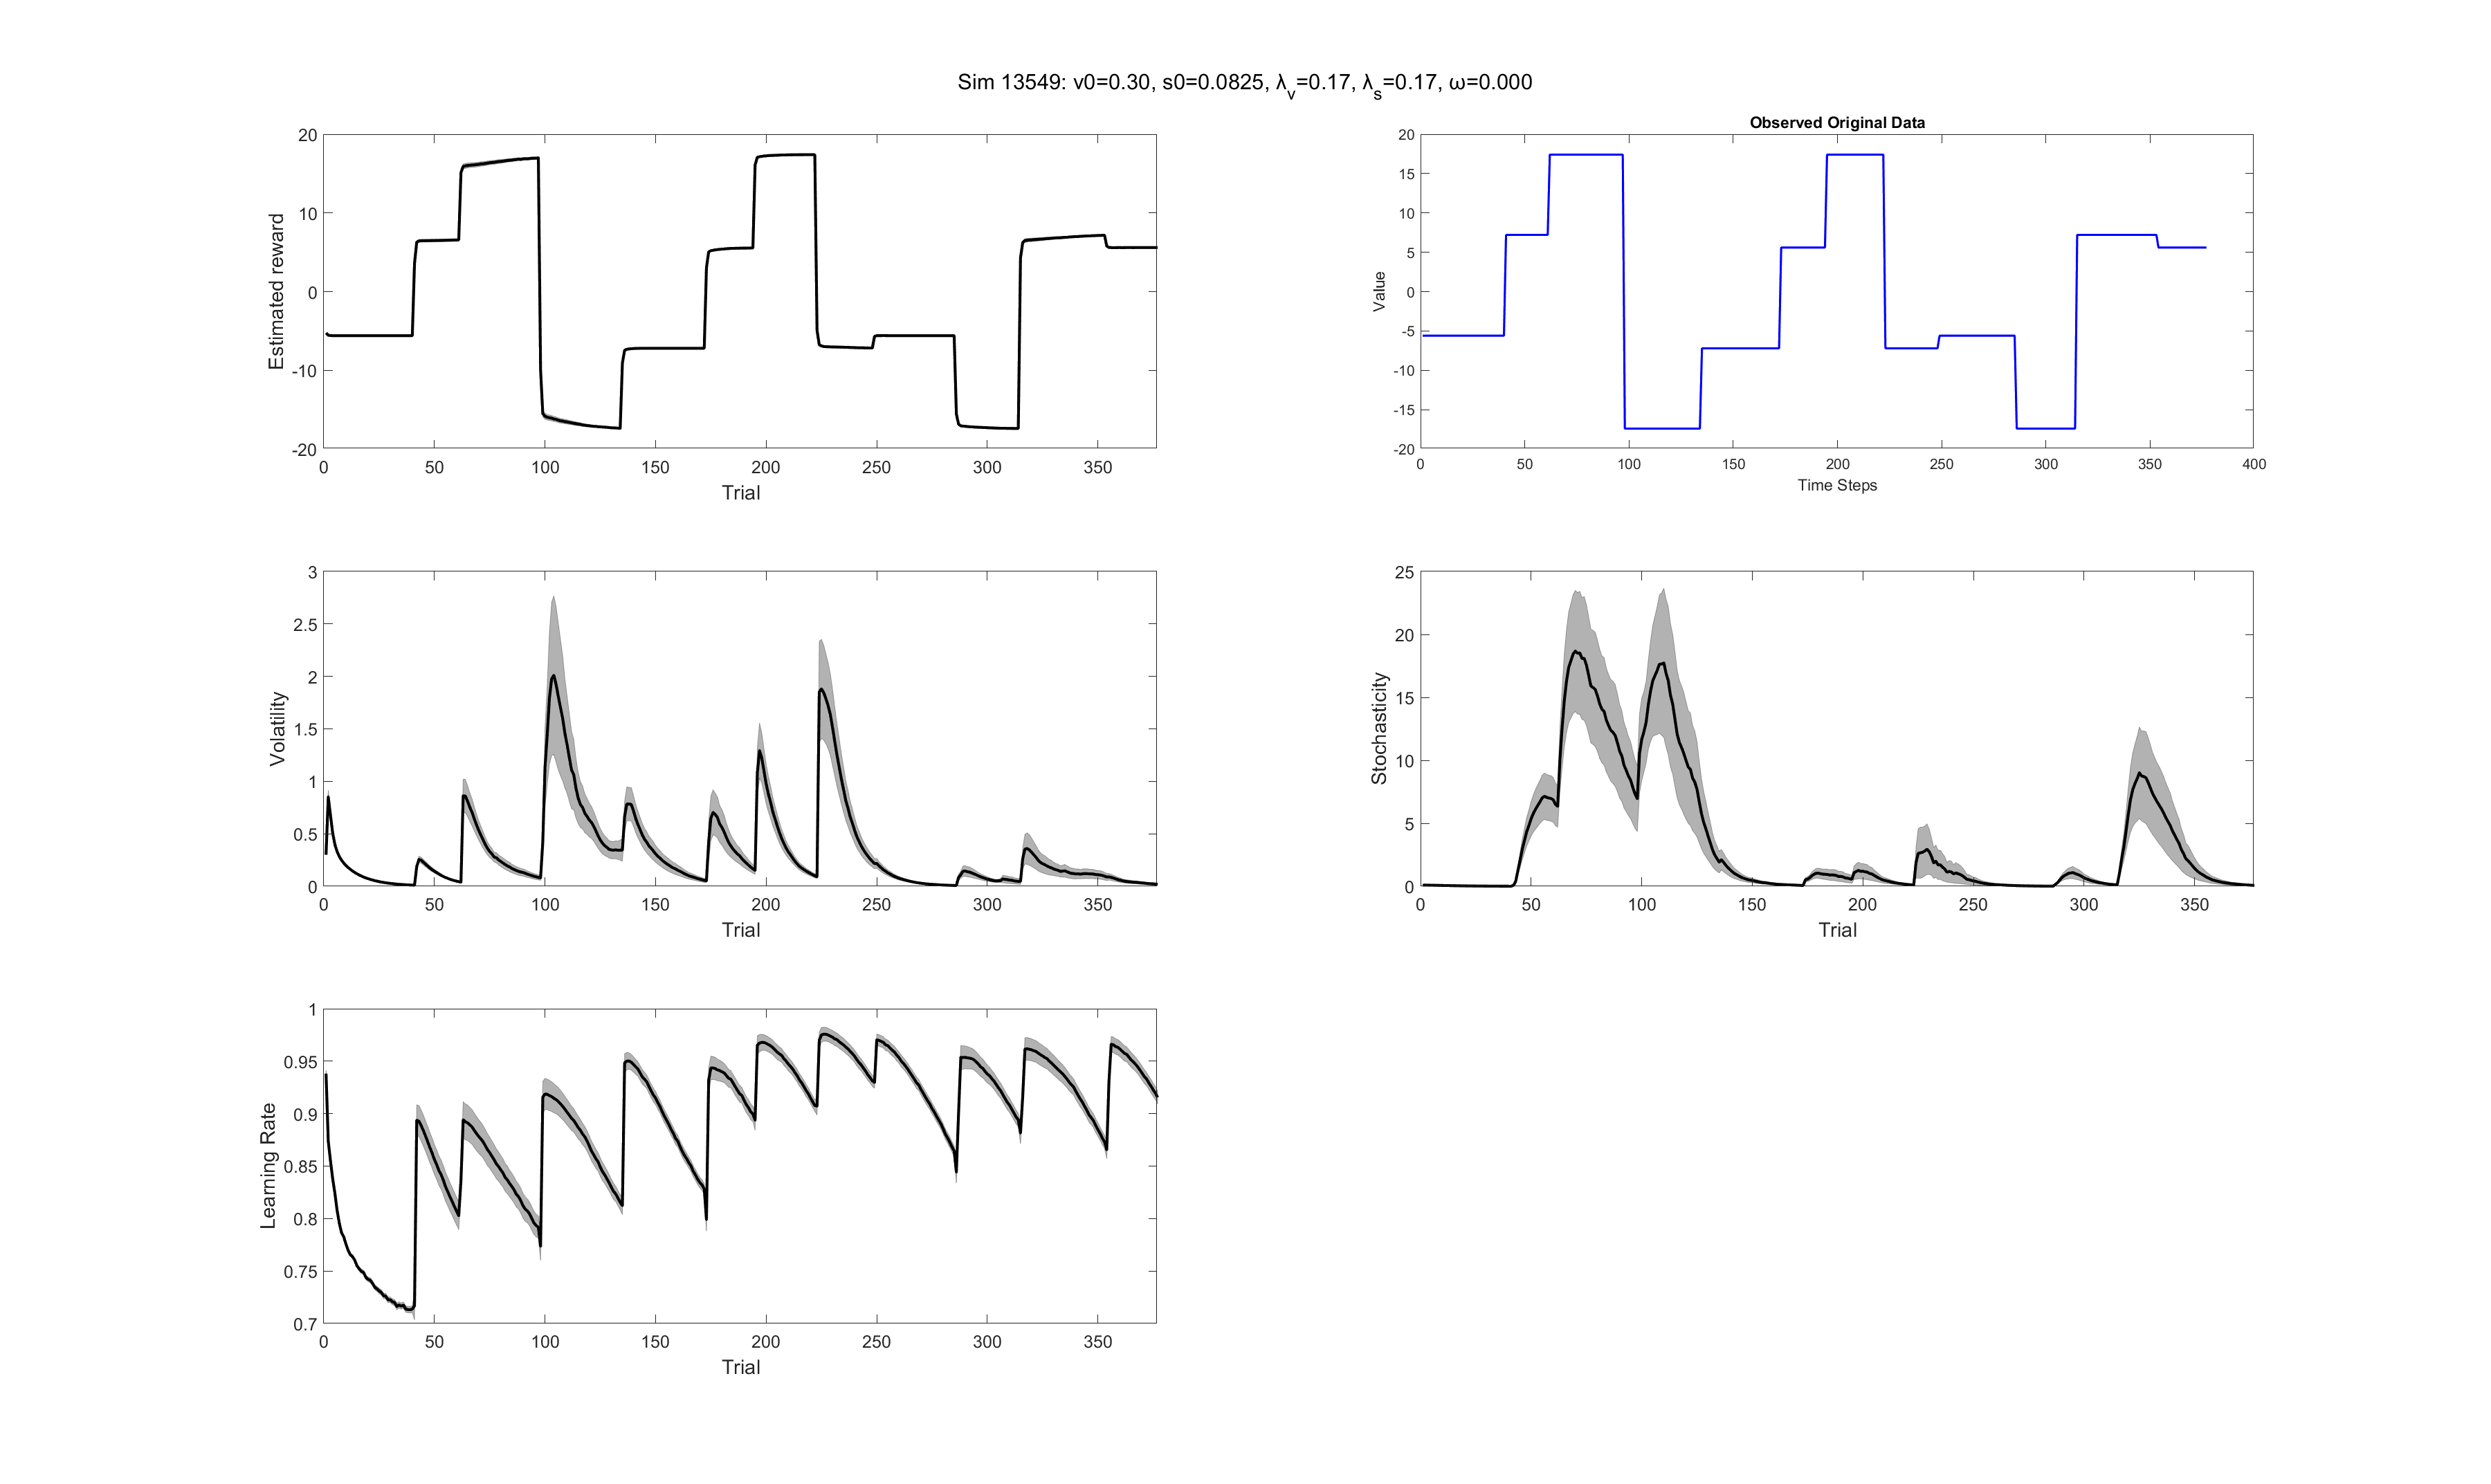 Sim 13549: v0=0.30, s0=0.0825, λv=0.17, λs=0.17, ω=0.000
Estimated reward
20
10
0
-10
-20
0 50 100 150 200 250 300 350
Trial
Observed Original Data
Value
20
15
10
5
0
-5
-10
-15
-20
0 50 100 150 200 250 300 350 400
Time Steps
Volatility
3
2.5
2
1.5
1
0.5
0
0 50 100 150 200 250 300 350
Trial
Stochasticity
25
20
15
10
5
0
0 50 100 150 200 250 300 350
Trial
Learning Rate
1
0.95
0.9
0.85
0.8
0.75
0.7
0 50 100 150 200 250 300 350
Trial